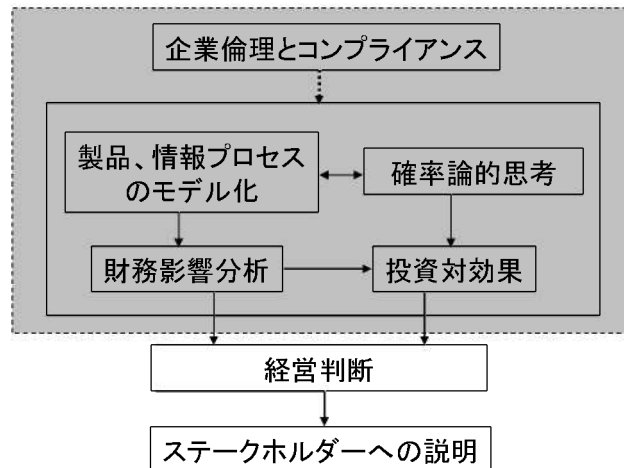 企業倫理とコンプライアンス
製品、情報プロセス
のモデル化
確率論的思考
財務影響分析
投資対効果
経営判断
ステークホルダーへの説明